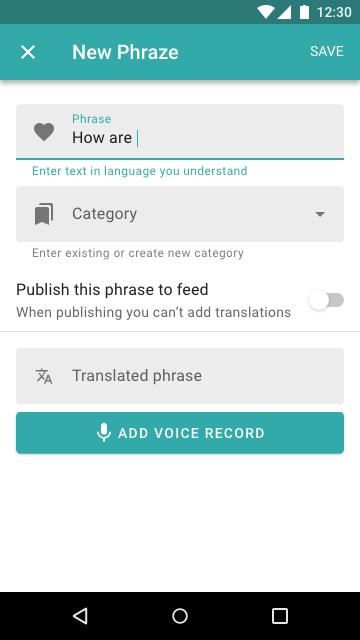 12:30
New Phraze
SAVE
Phrase
How are
Enter text in language you understand
Category
Enter existing or create new category
Publish this phrase to feed
When publishing you can’t add translations
Translated phrase
ADD VOICE RECORD